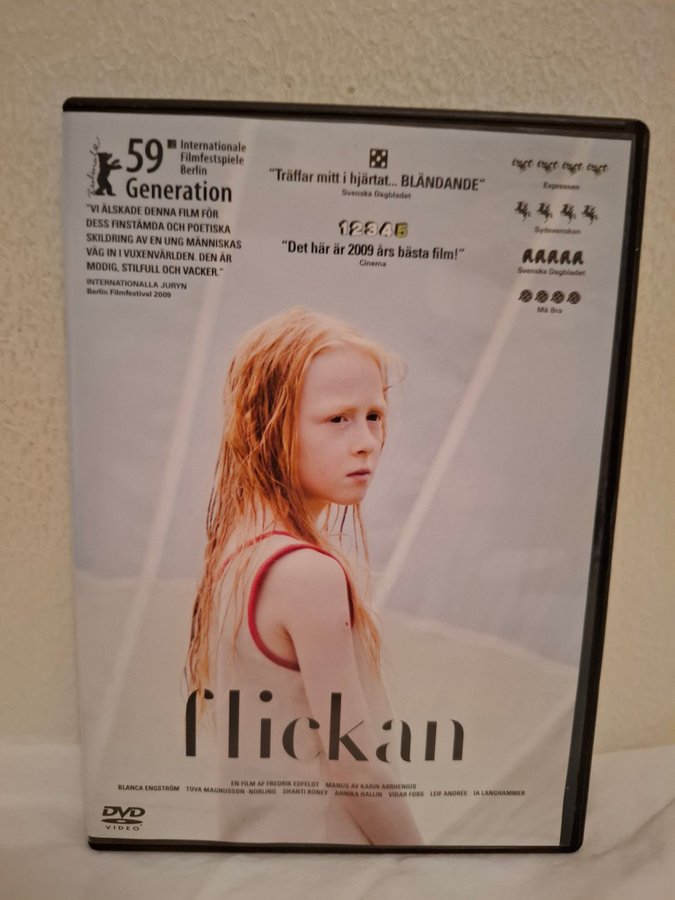 59 Internationale
Filmfestspiele
Berlin
Generation
"VI ÄLSKADE DENNA FILM FÖR
DESS FINSTÄMDA OCH POETISKA
SKILDRING AV EN UNG MÄNNISKAS
VÄG IN I VUXENVÄRLDEN. DEN ÄR
MODIG, STILFULL OCH VACKER."
INTERNATIONALLA JURYN
Berlin Filmfestival 2009
"Träffar mitt i hjärtat... BLÄNDANDE"
Svenska Dagbladet
12345
"Det här är 2009 års bästa film!"
Cinema
Expressen
Sydsvenskan
Svenska Dagbladet
Må Bra
flickan
EN FILM AV FREDRIK EDFELDT MANUS AV KARIN ARRHENIUS
BLANCA ENGSTRÖM TOVA MAGNUSSON-NORLING SHANTI RONEY ANNIKA HALLIN VIDAR FORS LEIF ANDRÉE IA LANGHAMMER
DVD
VIDEO